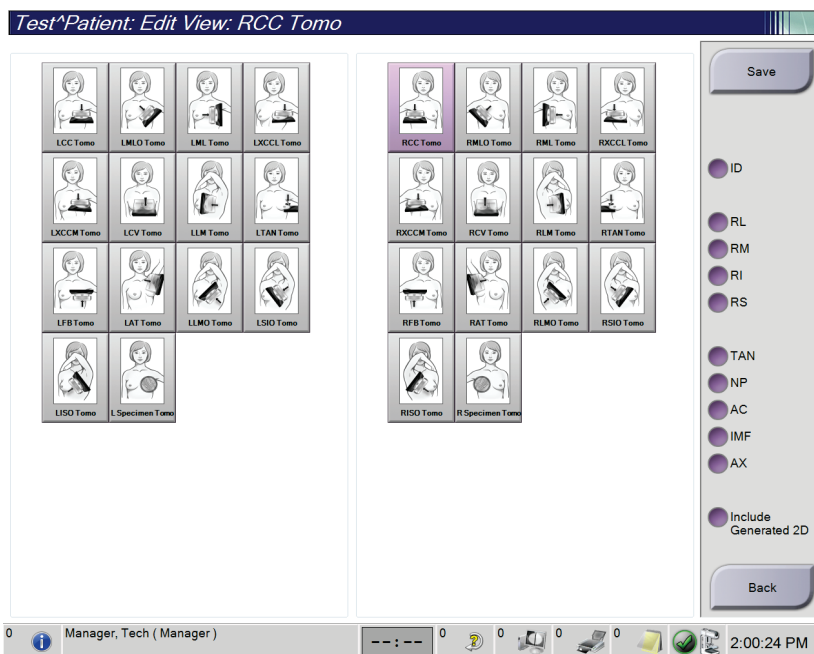 Test^Patient: Edit View: RCC Tomo
LCC Tomo
LMLO Tomo
LML Tomo
LXCCL Tomo
LXCCM Tomo
LCV Tomo
LLM Tomo
LTAN Tomo
LFB Tomo
LAT Tomo
LLMO Tomo
LSIO Tomo
LISO Tomo
L Specimen Tomo
RCC Tomo
RMLO Tomo
RML Tomo
RXCCL Tomo
RXCCM Tomo
RCV Tomo
RLM Tomo
RTAN Tomo
RFB Tomo
RAT Tomo
RLMO Tomo
RSIO Tomo
RISO Tomo
R Specimen Tomo
Save
ID
RL
RM
RI
RS
TAN
NP
AC
IMF
AX
Include
Generated 2D
Back
0
Manager, Tech ( Manager )
--:--
0
0
0
0
2:00:24 PM